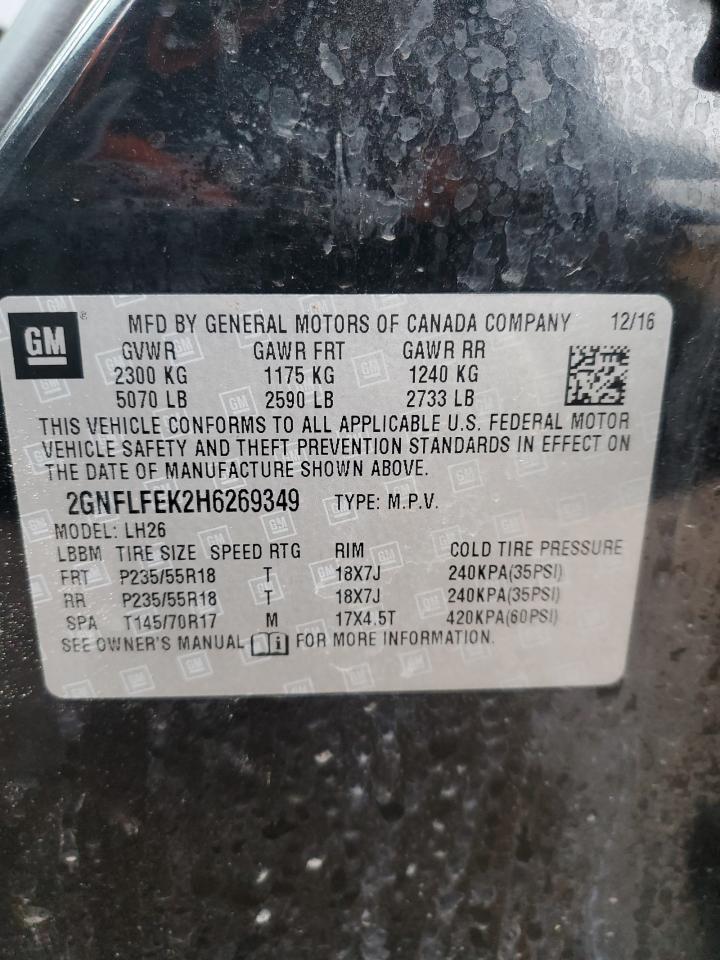 GM ® MFD BY GENERAL MOTORS OF CANADA COMPANY 12/16
GVWR GAWR FRT GAWR RR
2300 KG 1175 KG 1240 KG
5070 LB 2590 LB 2733 LB
THIS VEHICLE CONFORMS TO ALL APPLICABLE U.S. FEDERAL MOTOR
VEHICLE SAFETY AND THEFT PREVENTION STANDARDS IN EFFECT ON
THE DATE OF MANUFACTURE SHOWN ABOVE.
2GNFLFEK2H6269349 TYPE: M.P.V.
MODEL: LH26
LBBM TIRE SIZE SPEED RTG RIM COLD TIRE PRESSURE
FRT P235/55R18 T 18X7J 240KPA(35PSI)
RR P235/55R18 T 18X7J 240KPA(35PSI)
SPA T145/70R17 M 17X4.5T 420KPA(60PSI)
SEE OWNER'S MANUAL i FOR MORE INFORMATION.